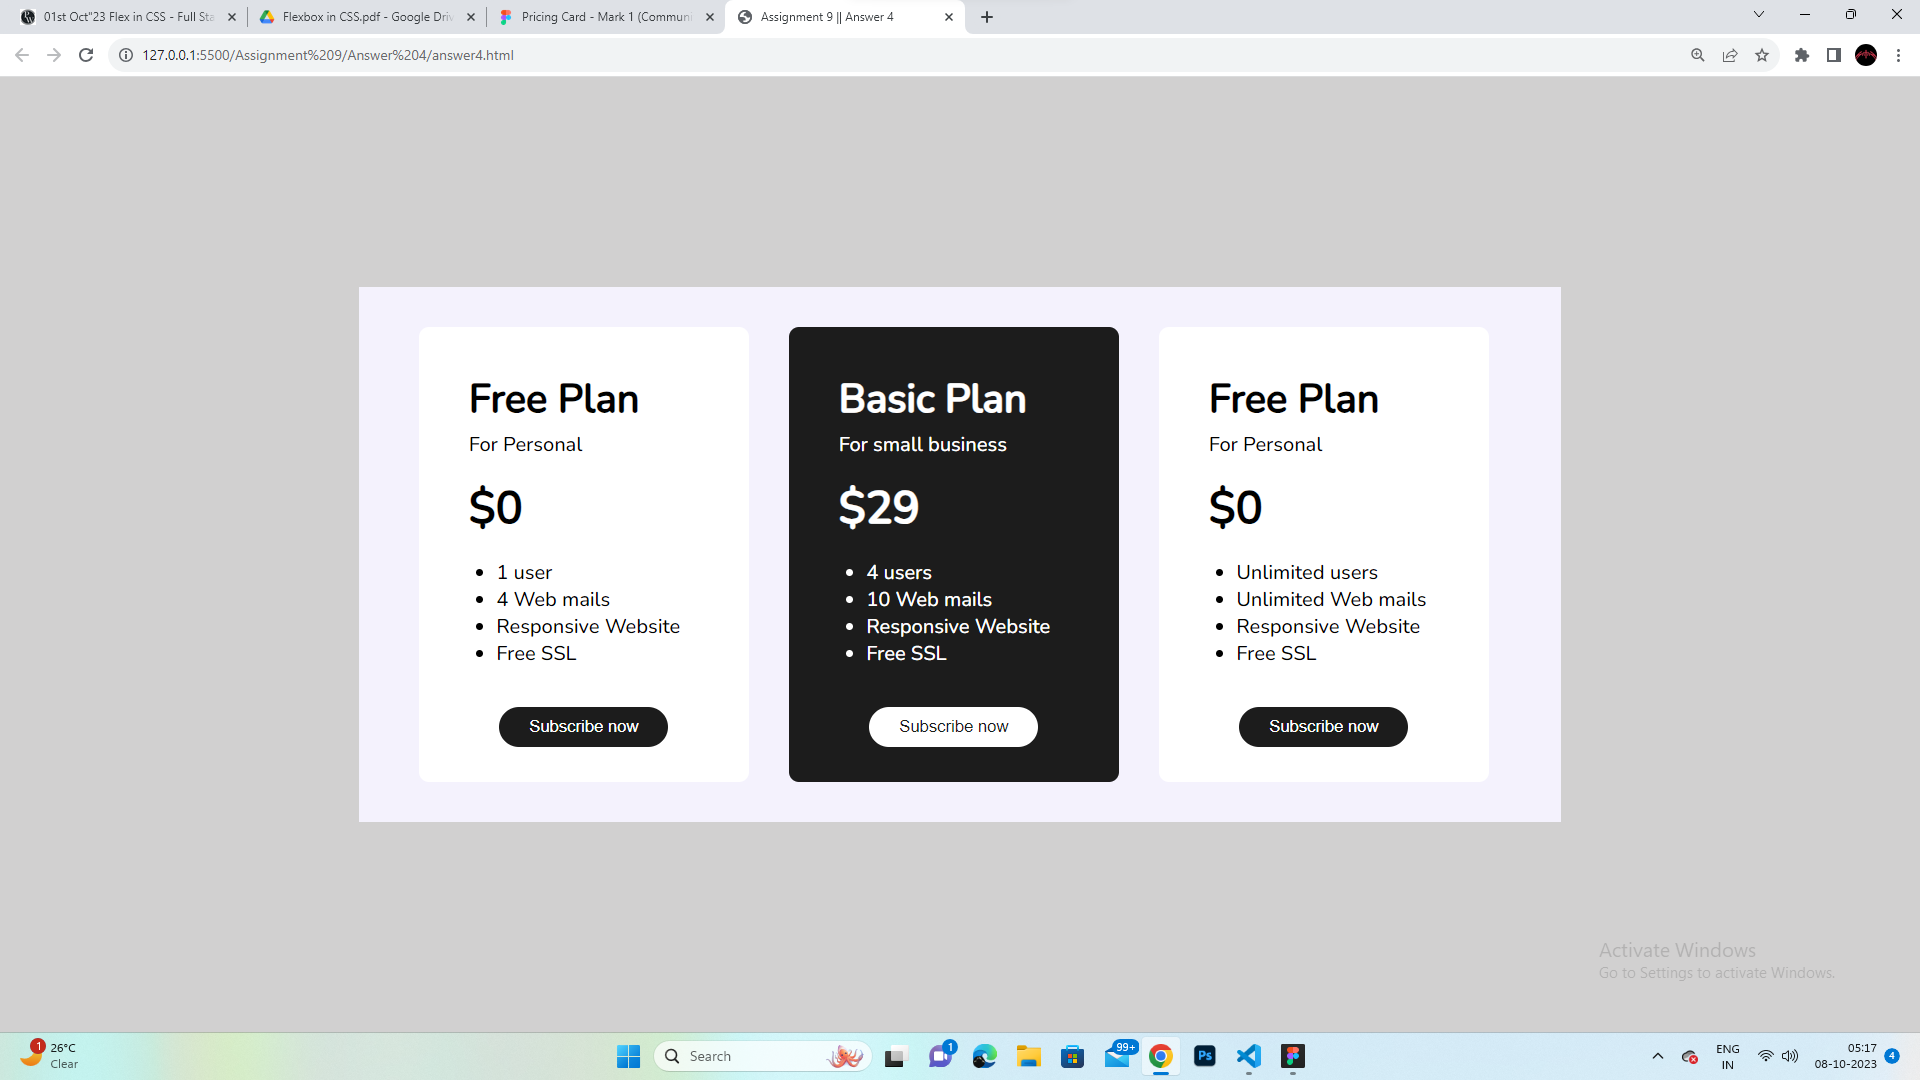 01st Oct"23 Flex in CSS - Full Sta
Flexbox in CSS.pdf - Google Driv
Pricing Card - Mark 1 (Commun
Assignment 9 || Answer 4
127.0.0.1:5500/Assignment%209/Answer%204/answer4.html
Free Plan
For Personal
$0
1 user
4 Web mails
Responsive Website
Free SSL
Subscribe now
Basic Plan
For small business
$29
4 users
10 Web mails
Responsive Website
Free SSL
Subscribe now
Free Plan
For Personal
$0
Unlimited users
Unlimited Web mails
Responsive Website
Free SSL
Subscribe now
Activate Windows
Go to Settings to activate Windows.
1
26°C
Clear
Search
1
99+
Ps
ENG
IN
05:17
08-10-2023
4